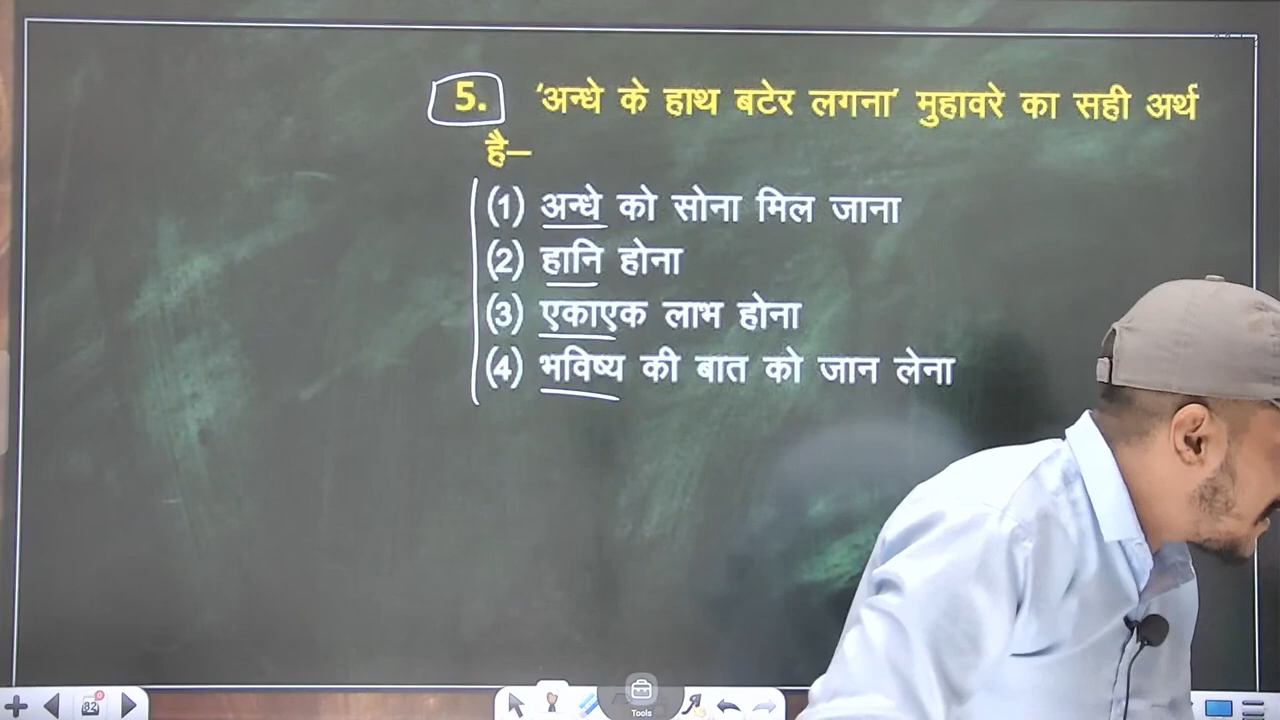 5. 'अन्धे के हाथ बटेर लगना' मुहावरे का सही अर्थ
है–
(1) अन्धे को सोना मिल जाना
(2) हानि होना
(3) एकाएक लाभ होना
(4) भविष्य की बात को जान लेना
82
Tools